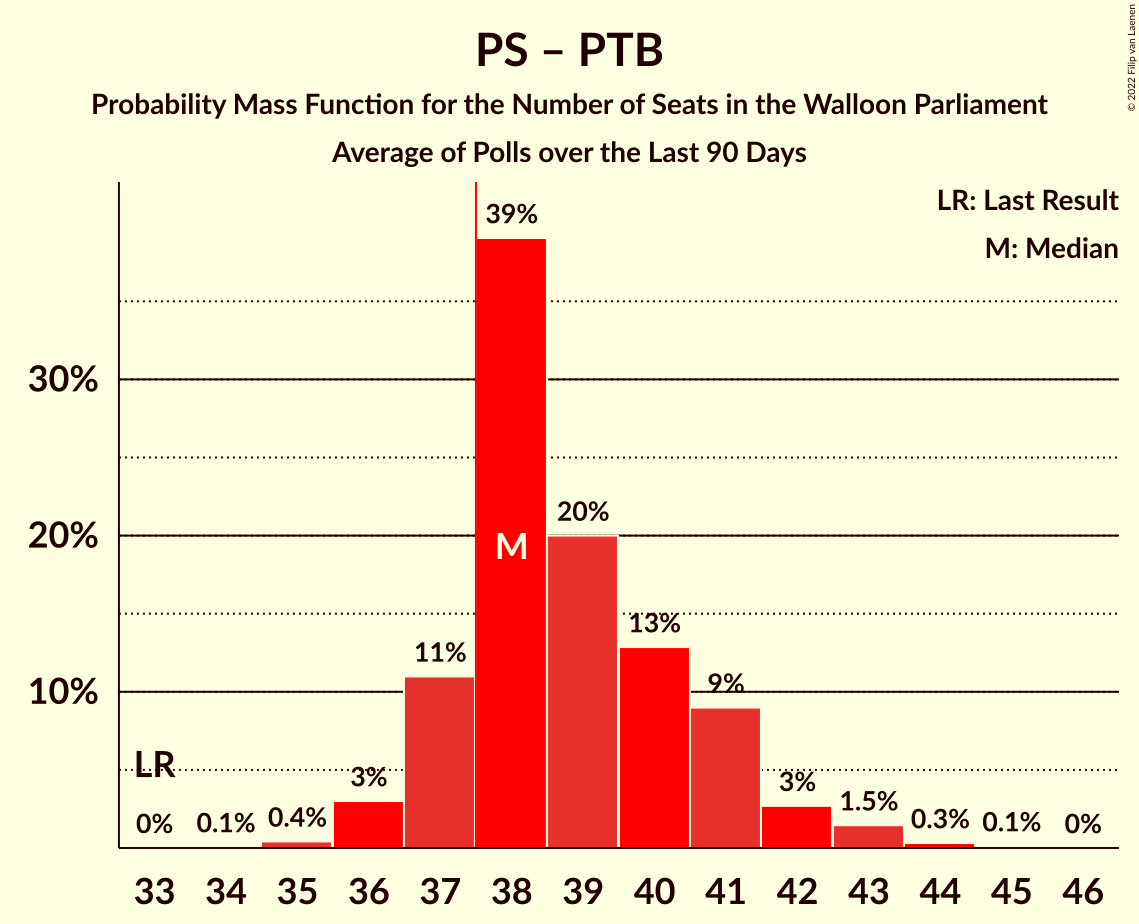 PS – PTB
Probability Mass Function for the Number of Seats in the Walloon Parliament
Average of Polls over the Last 90 Days
© 2022 Filip van Laenen
LR: Last Result
M: Median
30%
20%
10%
LR
M
0% 0.1% 0.4% 3% 11% 39% 20% 13% 9% 3% 1.5% 0.3% 0.1% 0%
33 34 35 36 37 38 39 40 41 42 43 44 45 46